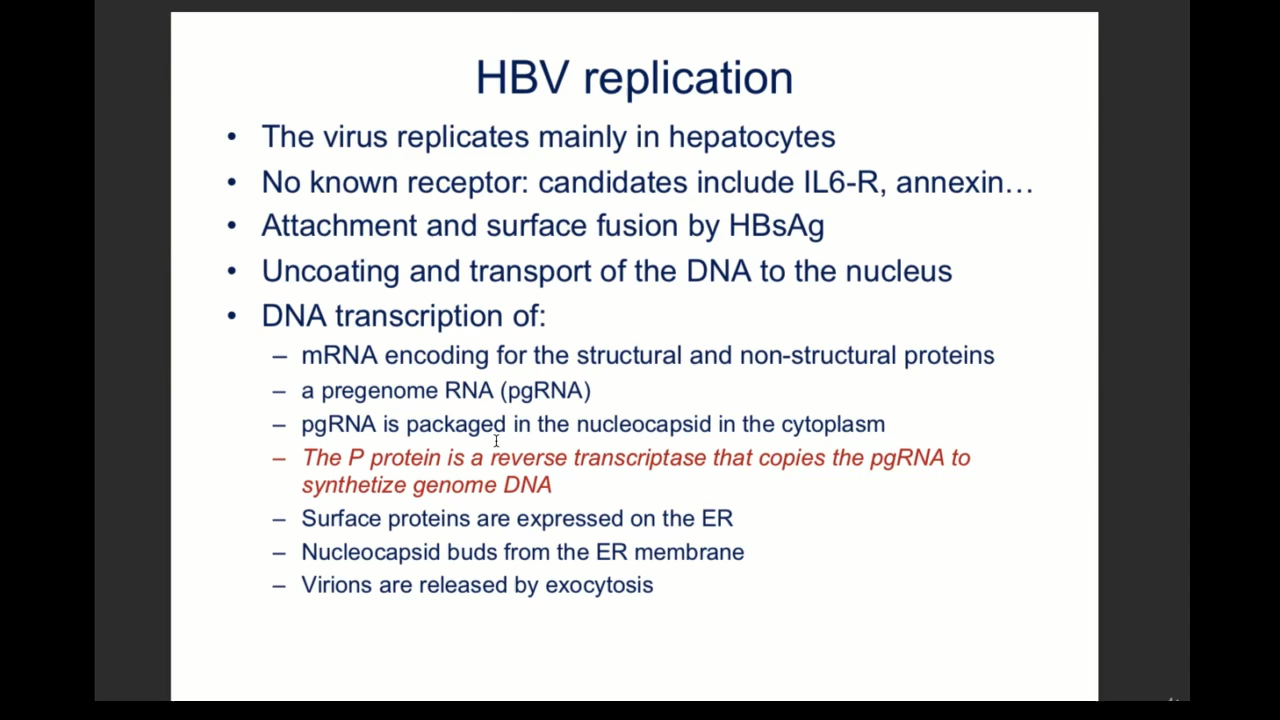 HBV replication
• The virus replicates mainly in hepatocytes
• No known receptor: candidates include IL6-R, annexin…
• Attachment and surface fusion by HBsAg
• Uncoating and transport of the DNA to the nucleus
• DNA transcription of:
– mRNA encoding for the structural and non-structural proteins
– a pregenome RNA (pgRNA)
– pgRNA is packaged in the nucleocapsid in the cytoplasm
– The P protein is a reverse transcriptase that copies the pgRNA to
synthetize genome DNA
– Surface proteins are expressed on the ER
– Nucleocapsid buds from the ER membrane
– Virions are released by exocytosis